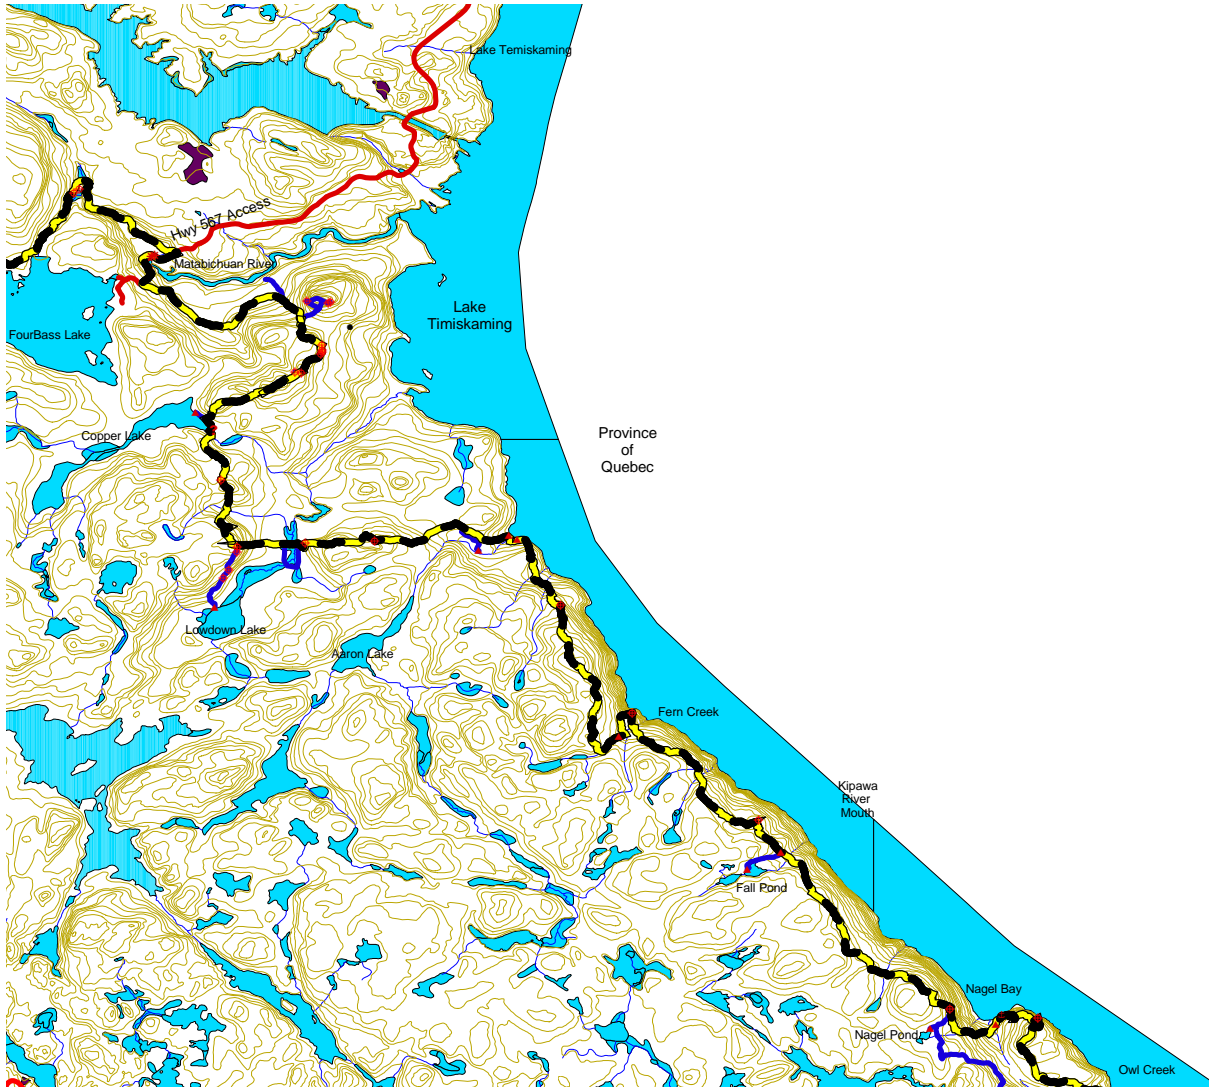 Lake Temiskaming
Hwy 567 Access
Matabichuan River
Lake
Timiskaming
FourBass Lake
Copper Lake
Province
of
Quebec
Lowdown Lake
Aaron Lake
Fern Creek
Kipawa
River
Mouth
Fall Pond
Nagel Bay
Nagel Pond
Owl Creek